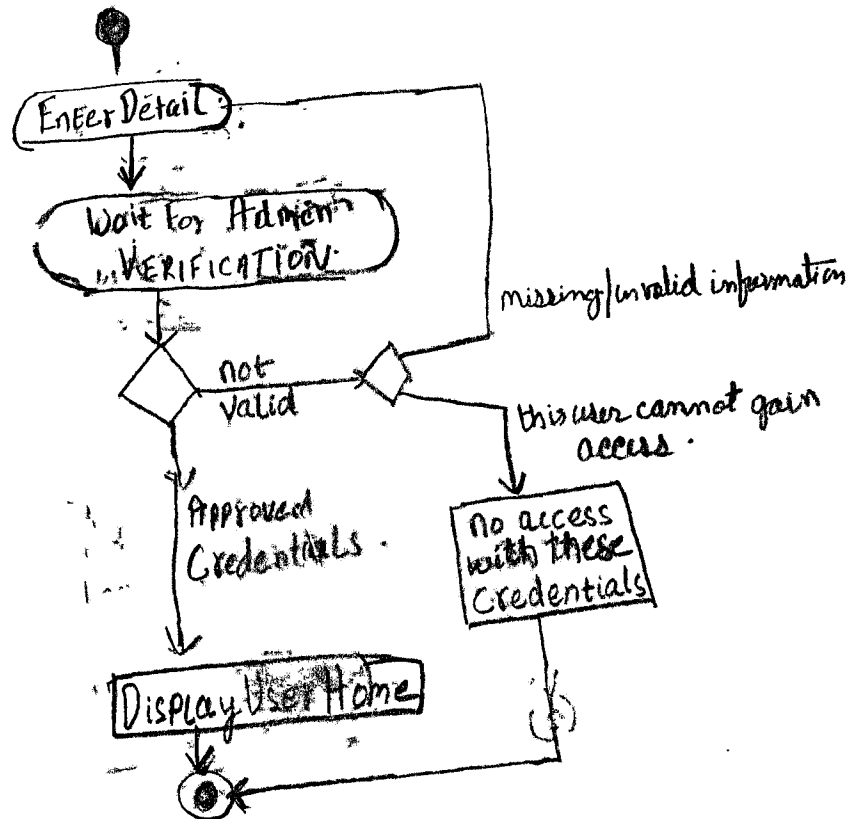 Enter Detail
Wait for Admin
VERIFICATION.
missing/invalid information
not
valid
this user cannot gain
access.
Approved
Credentials.
no access
with these
Credentials
Display User Home